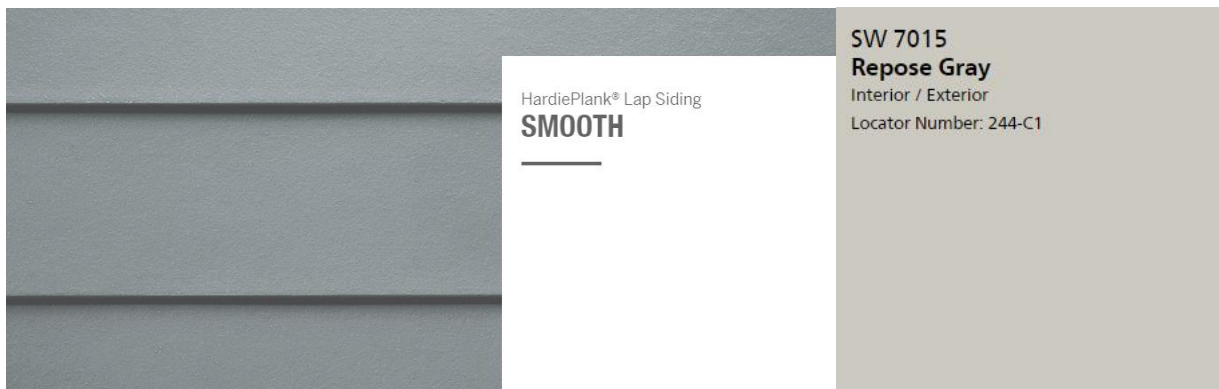 HardiePlank® Lap Siding
SMOOTH
SW 7015
Repose Gray
Interior / Exterior
Locator Number: 244-C1